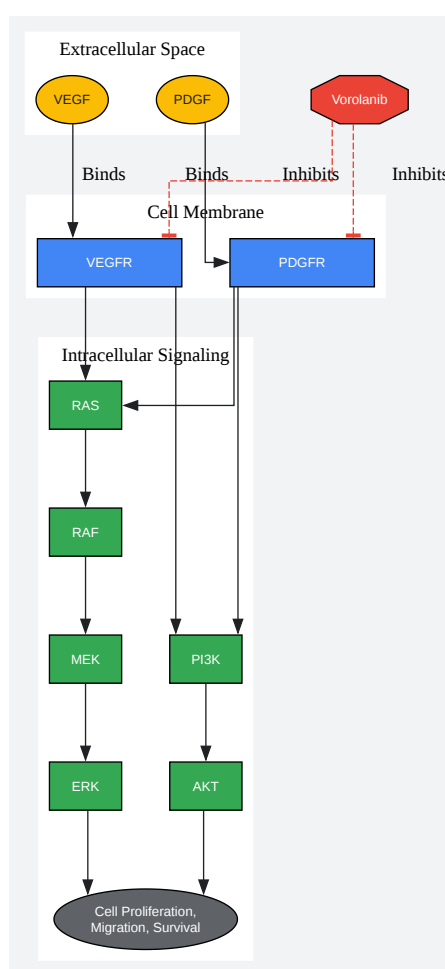 Extracellular Space
VEGF
PDGF
Vorolanib
Binds
Binds
Inhibits
Inhibits
Cell Membrane
VEGFR
PDGFR
Intracellular Signaling
RAS
RAF
MEK
PI3K
ERK
AKT
Cell Proliferation,
Migration, Survival